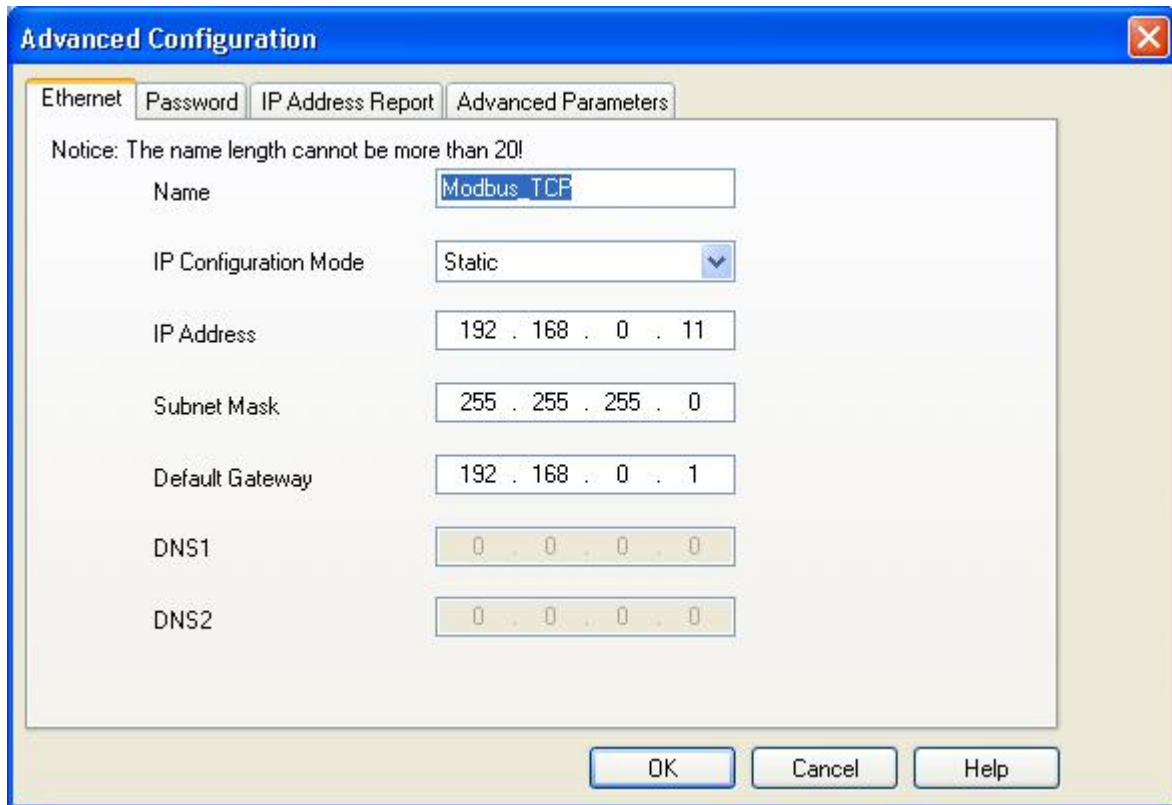 Advanced Configuration
Ethernet Password IP Address Report Advanced Parameters
Notice: The name length cannot be more than 20!
Name Modbus_TCP
IP Configuration Mode Static
IP Address 192 . 168 . 0 . 11
Subnet Mask 255 . 255 . 255 . 0
Default Gateway 192 . 168 . 0 . 1
DNS1 0 . 0 . 0 . 0
DNS2 0 . 0 . 0 . 0
OK Cancel Help